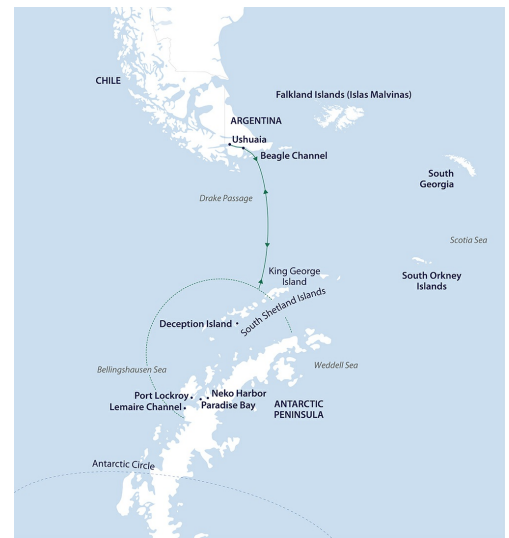 CHILE
Falkland Islands (Islas Malvinas)
ARGENTINA
Ushuaia
Beagle Channel
South
Georgia
Drake Passage
Scotia Sea
King George
Island
South Orkney
Islands
South Shetland Islands
Deception Island
Weddell Sea
Bellingshausen Sea
Port Lockroy
Neko Harbor
Lemaire Channel
Paradise Bay
ANTARCTIC
PENINSULA
Antarctic Circle